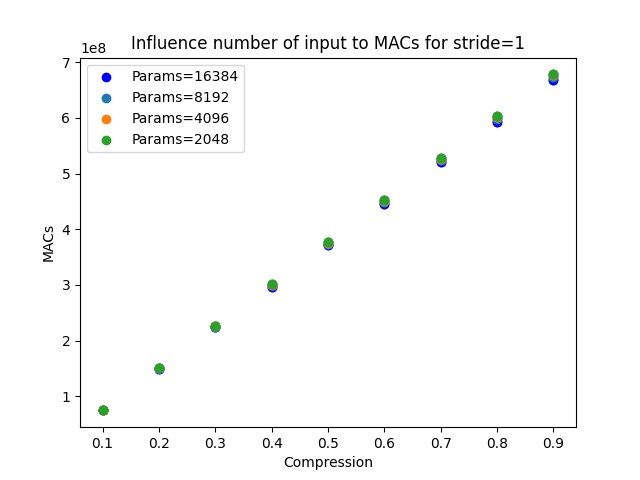 Influence number of input to MACs for stride=1
1e8
Params=16384
Params=8192
Params=4096
Params=2048
7
6
5
4
3
2
1
MACs
0.1 0.2 0.3 0.4 0.5 0.6 0.7 0.8 0.9
Compression